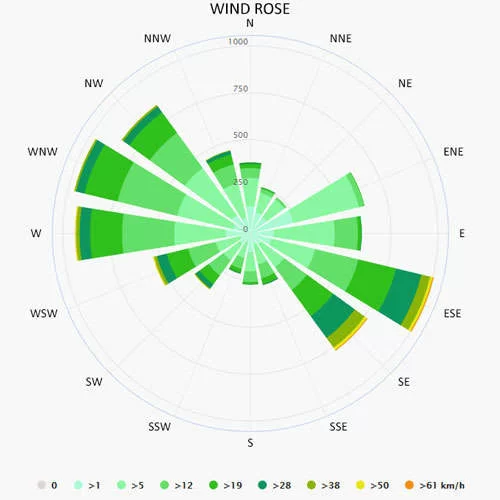 WIND ROSE
N
NNW
NNE
1000
NW
NE
750
500
WNW
ENE
250
W
0
E
WSW
ESE
SW
SE
SSW
SSE
S
0 >1 >5 >12 >19 >28 >38 >50 >61 km/h